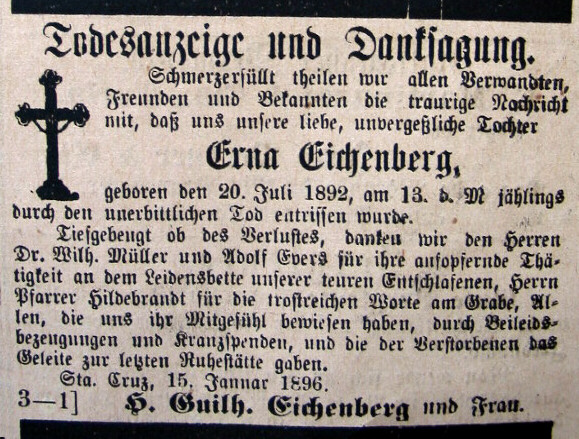 Todesanzeige und Danksagung.
Schmerzerfüllt theilen wir allen Verwandten,
Freunden und Bekannten die traurige Nachricht
mit, daß uns unsere liebe, unvergeßliche Tochter
Erna Eichenberg,
geboren den 20. Juli 1892, am 13. d. M jählings
durch den unerbittlichen Tod entrissen wurde.
Tiefgebeugt ob des Verlustes, danken wir den Herren
Dr. Wilh. Müller und Adolf Evers für ihre aufopfernde Thä-
tigkeit an dem Leidensbette unserer teuren Entschlafenen, Herrn
Pfarrer Hildebrandt für die trostreichen Worte am Grabe, Al-
len, die uns ihr Mitgefühl bewiesen haben, durch Beileids-
bezeugungen und Kranzspenden, und die der Verstorbenen das
Geleite zur letzten Ruhestätte gaben.
Sta. Cruz, 15. Januar 1896.
3—1] H. Guilh. Eichenberg und Frau.